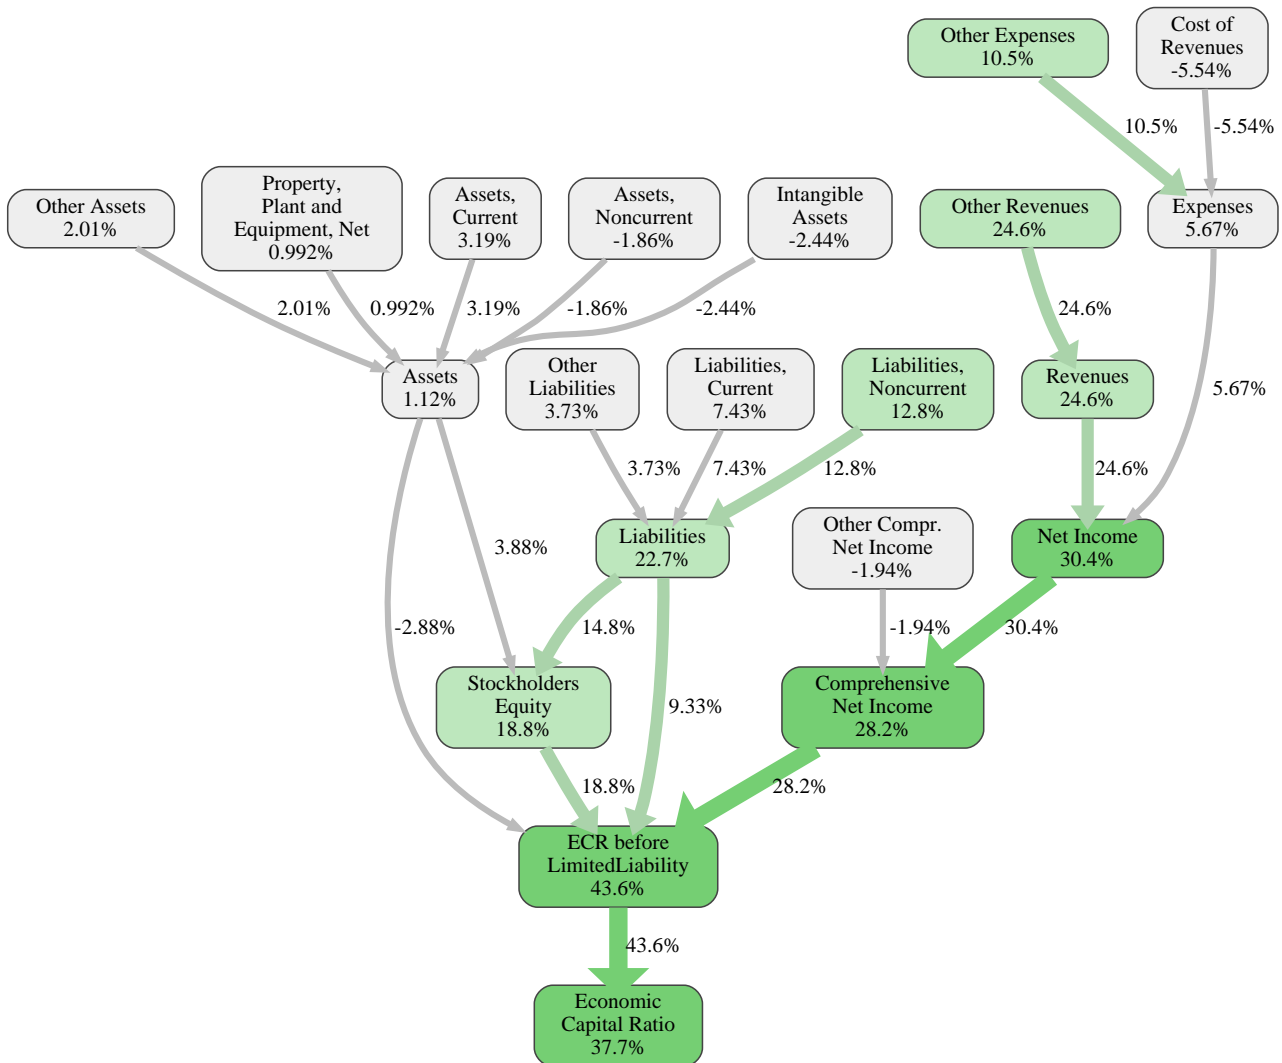 Other Expenses
10.5%
Cost of
Revenues
-5.54%
10.5%
-5.54%
Other Assets
2.01%
Property,
Plant and
Equipment, Net
0.992%
Assets,
Current
3.19%
Assets,
Noncurrent
-1.86%
Intangible
Assets
-2.44%
Other Revenues
24.6%
Expenses
5.67%
2.01%
0.992%
3.19%
-1.86%
-2.44%
24.6%
5.67%
Assets
1.12%
Other
Liabilities
3.73%
Liabilities,
Current
7.43%
Liabilities,
Noncurrent
12.8%
Revenues
24.6%
3.73%
7.43%
12.8%
24.6%
Liabilities
22.7%
Other Compr.
Net Income
-1.94%
Net Income
30.4%
3.88%
-2.88%
14.8%
9.33%
-1.94%
30.4%
Stockholders
Equity
18.8%
Comprehensive
Net Income
28.2%
18.8%
28.2%
ECR before
LimitedLiability
43.6%
43.6%
Economic
Capital Ratio
37.7%